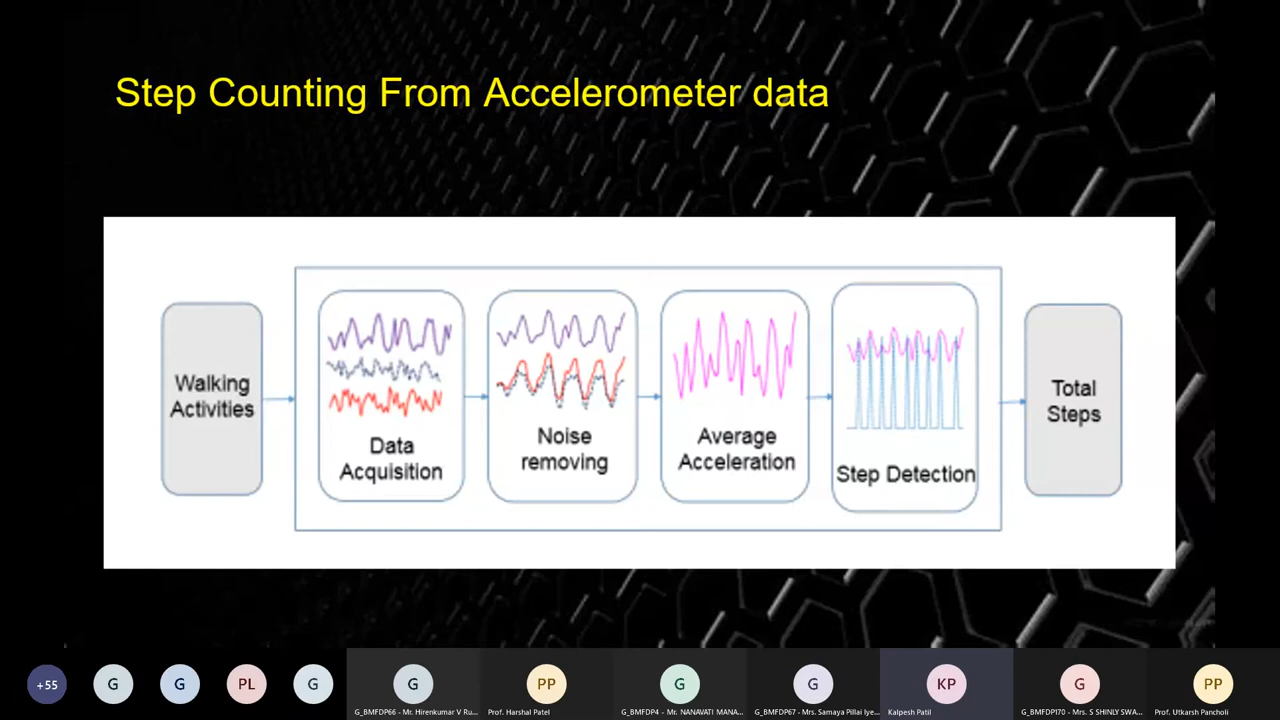 Step Counting From Accelerometer data
Walking
Activities
Data
Acquisition
Noise
removing
Average
Acceleration
Step Detection
Total
Steps
+55
G
G
PL
G
G
PP
G
G
KP
G
PP
G_BMFDP66 - Mr. Hirenkumar V Ru...
Prof. Harshal Patel
G_BMFDP4 - Mr. NANAVATI MANA...
G_BMFDP67 - Mrs. Samaya Pillai Iye...
Kalpesh Patil
G_BMFDP170 - Mrs. S SHINLY SWA...
Prof. Utkarsh Pancholi